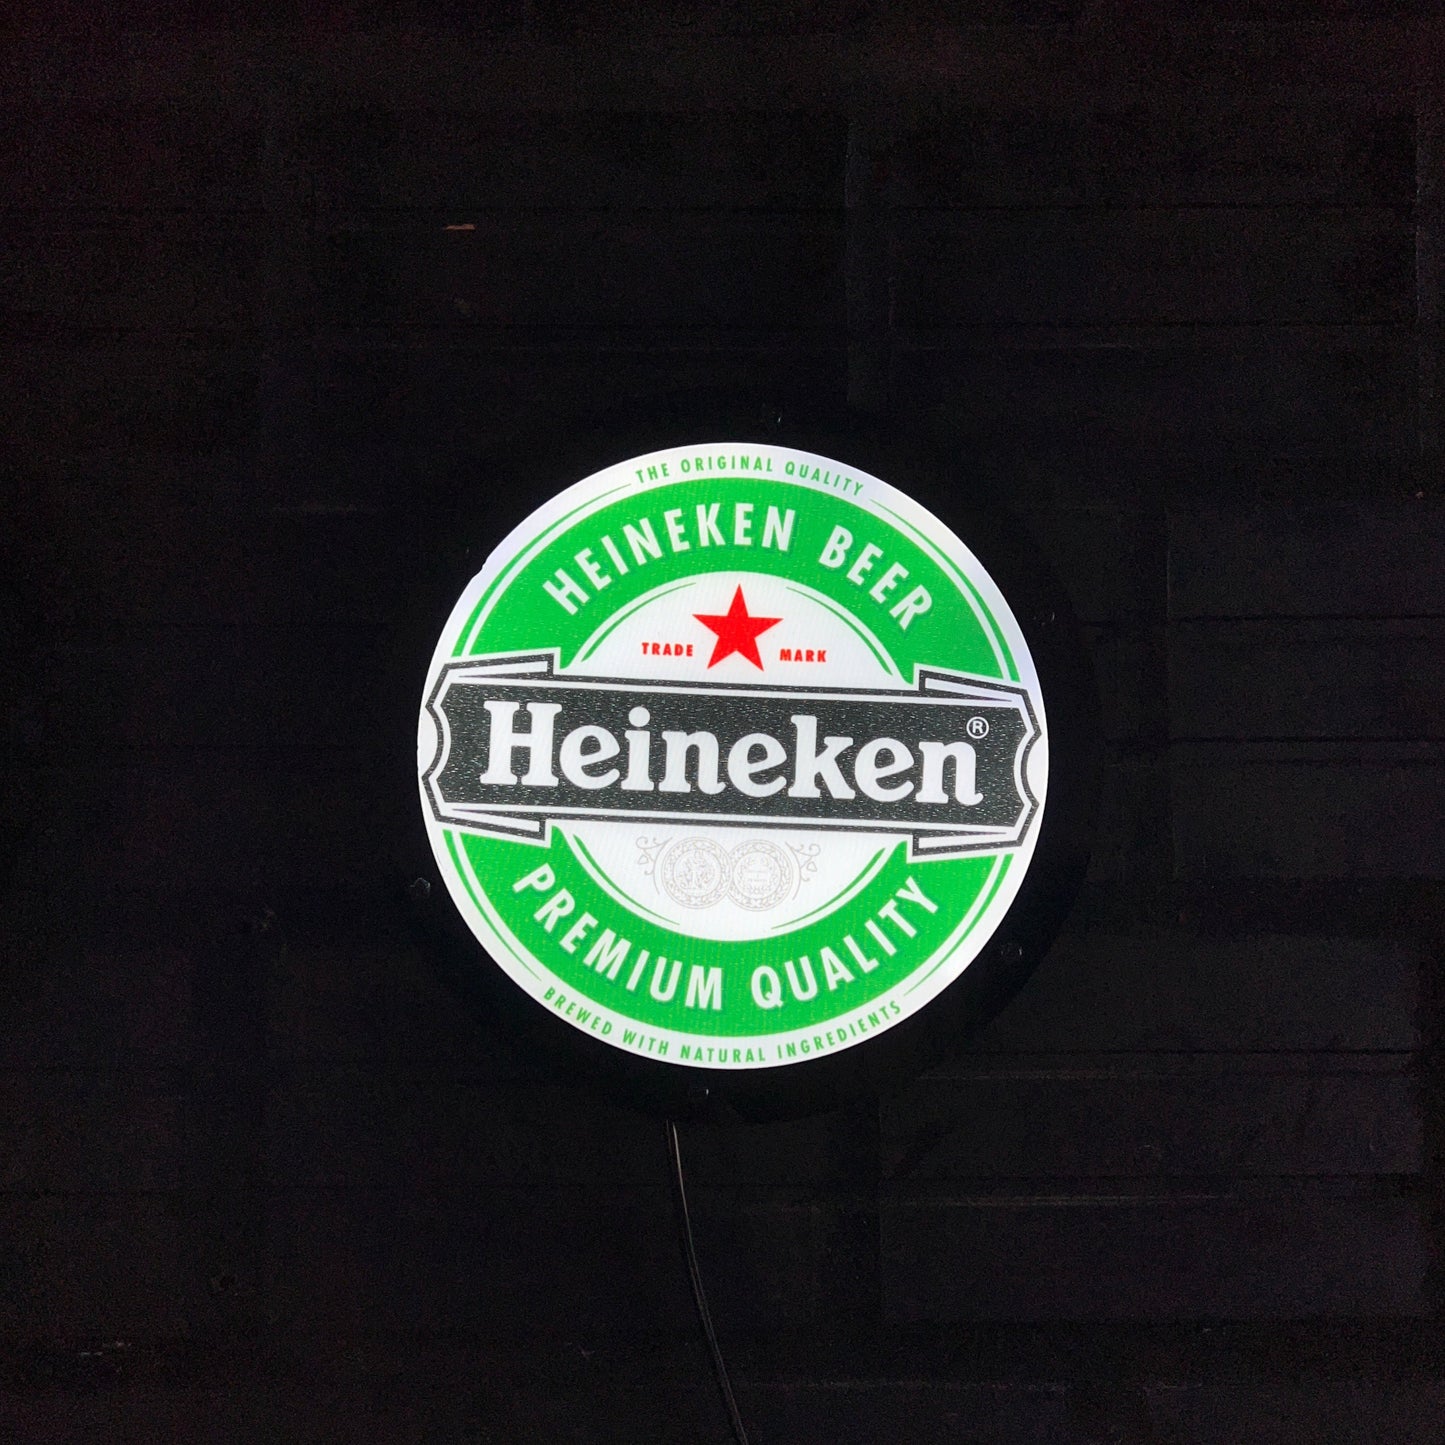 THE ORIGINAL QUALITY
HEINEKEN BEER
TRADE MARK
Heineken®
PREMIUM QUALITY
BREWED WITH NATURAL INGREDIENTS